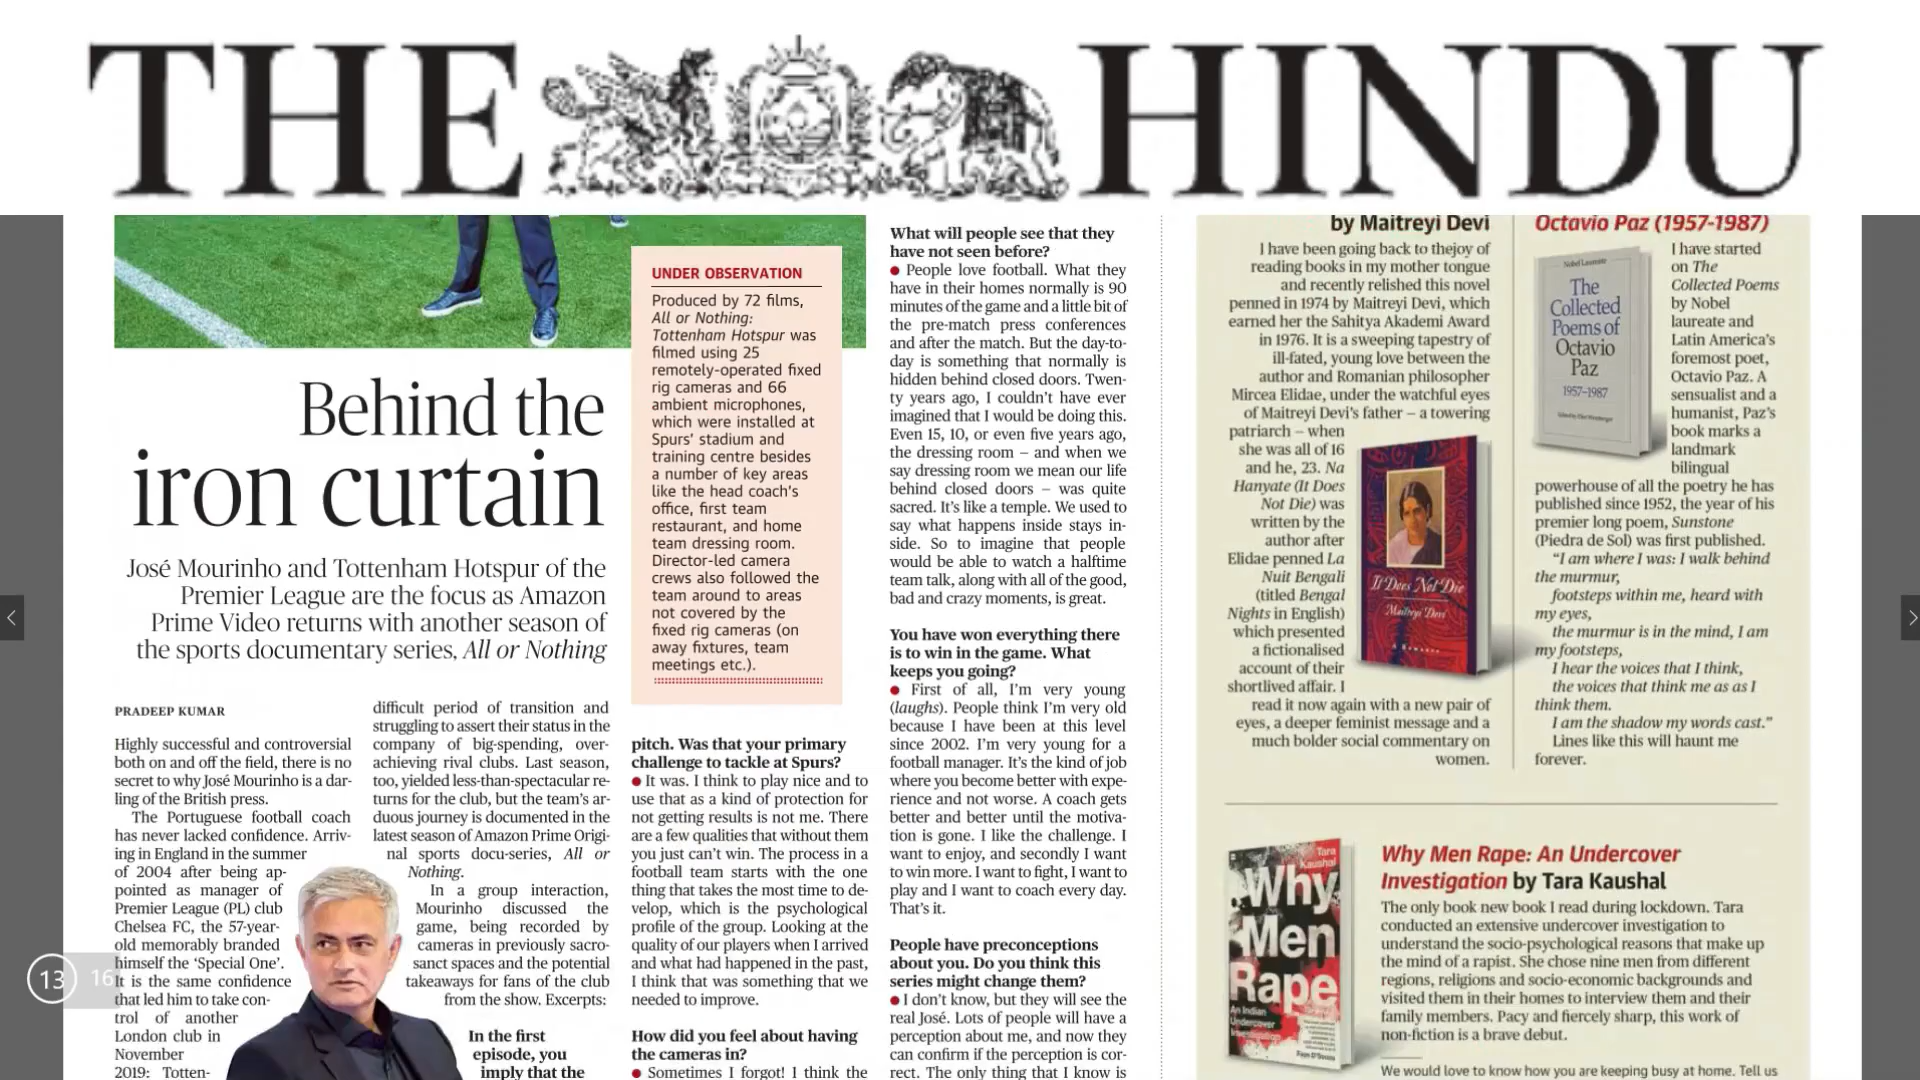 THE HINDU
Behind the
iron curtain
José Mourinho and Tottenham Hotspur of the
Premier League are the focus as Amazon
Prime Video returns with another season of
the sports documentary series, All or Nothing
PRADEEP KUMAR
Highly successful and controversial
both on and off the field, there is no
secret to why José Mourinho is a dar-
ling of the British press.
The Portuguese football coach
has never lacked confidence. Arriv-
ing in England in the summer
of 2004 after being ap-
pointed as manager of
Premier League (PL) club
Chelsea FC, the 57-year-
old memorably branded
himself the ‘Special One’.
It is the same confidence
that led him to take con-
trol of another
London club in
November
2019: Totten-
difficult period of transition and
struggling to assert their status in the
company of big-spending, over-
achieving rival clubs. Last season,
too, yielded less-than-spectacular re-
turns for the club, but the team’s ar-
duous journey is documented in the
latest season of Amazon Prime Origi-
nal sports docu-series, All or
Nothing.
In a group interaction,
Mourinho discussed the
game, being recorded by
cameras in previously sacro-
sanct spaces and the potential
takeaways for fans of the club
from the show. Excerpts:
In the first
episode, you
imply that the
UNDER OBSERVATION
Produced by 72 films,
All or Nothing:
Tottenham Hotspur was
filmed using 25
remotely-operated fixed
rig cameras and 66
ambient microphones,
which were installed at
Spurs’ stadium and
training centre besides
a number of key areas
like the head coach’s
office, first team
restaurant, and home
team dressing room.
Director-led camera
crews also followed the
team around to areas
not covered by the
fixed rig cameras (on
away fixtures, team
meetings etc.).
pitch. Was that your primary
challenge to tackle at Spurs?
● It was. I think to play nice and to
use that as a kind of protection for
not getting results is not me. There
are a few qualities that without them
you just can’t win. The process in a
football team starts with the one
thing that takes the most time to de-
velop, which is the psychological
profile of the group. Looking at the
quality of our players when I arrived
and what had happened in the past,
I think that was something that we
needed to improve.
How did you feel about having
the cameras in?
● Sometimes I forgot! I think the
What will people see that they
have not seen before?
● People love football. What they
have in their homes normally is 90
minutes of the game and a little bit of
the pre-match press conferences
and after the match. But the day-to-
day is something that normally is
hidden behind closed doors. Twen-
ty years ago, I couldn’t have ever
imagined that I would be doing this.
Even 15, 10, or even five years ago,
the dressing room – and when we
say dressing room we mean our life
behind closed doors – was quite
sacred. It’s like a temple. We used to
say what happens inside stays in-
side. So to imagine that people
would be able to watch a halftime
team talk, along with all of the good,
bad and crazy moments, is great.
You have won everything there
is to win in the game. What
keeps you going?
● First of all, I’m very young
(laughs). People think I’m very old
because I have been at this level
since 2002. I’m very young for a
football manager. It’s the kind of job
where you become better with expe-
rience and not worse. A coach gets
better and better until the motiva-
tion is gone. I like the challenge. I
want to enjoy, and secondly I want
to win more. I want to fight, I want to
play and I want to coach every day.
That’s it.
People have preconceptions
about you. Do you think this
series might change them?
● I don’t know, but they will see the
real José. Lots of people will have a
perception about me, and now they
can confirm if the perception is cor-
rect. The only thing that I know is
by Maitreyi Devi
I have been going back to thejoy of
reading books in my mother tongue
and recently relished this novel
penned in 1974 by Maitreyi Devi, which
earned her the Sahitya Akademi Award
in 1976. It is a sweeping tapestry of
ill-fated, young love between the
author and Romanian philosopher
Mircea Elidae, under the watchful eyes
of Maitreyi Devi’s father – a towering
patriarch – when
she was all of 16
and he, 23. Na
Hanyate (It Does
Not Die) was
written by the
author after
Elidae penned La
Nuit Bengali
(titled Bengal
Nights in English)
which presented
a fictionalised
account of their
shortlived affair. I
read it now again with a new pair of
eyes, a deeper feminist message and a
much bolder social commentary on
women.
It Does Not Die
Maitreyi Devi
A Romance
Octavio Paz (1957-1987)
Nobel Laureate
The
Collected
Poems of
Octavio
Paz
1957–1987
I have started
on The
Collected Poems
by Nobel
laureate and
Latin America’s
foremost poet,
Octavio Paz. A
sensualist and a
humanist, Paz’s
book marks a
landmark
bilingual
powerhouse of all the poetry he has
published since 1952, the year of his
premier long poem, Sunstone
(Piedra de Sol) was first published.
“I am where I was: I walk behind
the murmur,
footsteps within me, heard with
my eyes,
the murmur is in the mind, I am
my footsteps,
I hear the voices that I think,
the voices that think me as as I
think them.
I am the shadow my words cast.”
Lines like this will haunt me
forever.
Tara
Kaushal
Why
Men
Rape
An Indian
Undercover
Investigation
Why Men Rape: An Undercover
Investigation by Tara Kaushal
The only book new book I read during lockdown. Tara
conducted an extensive undercover investigation to
understand the socio-psychological reasons that make up
the mind of a rapist. She chose nine men from different
regions, religions and socio-economic backgrounds and
visited them in their homes to interview them and their
family members. Pacy and fiercely sharp, this work of
non-fiction is a brave debut.
We would love to know how you are keeping busy at home. Tell us
13 16